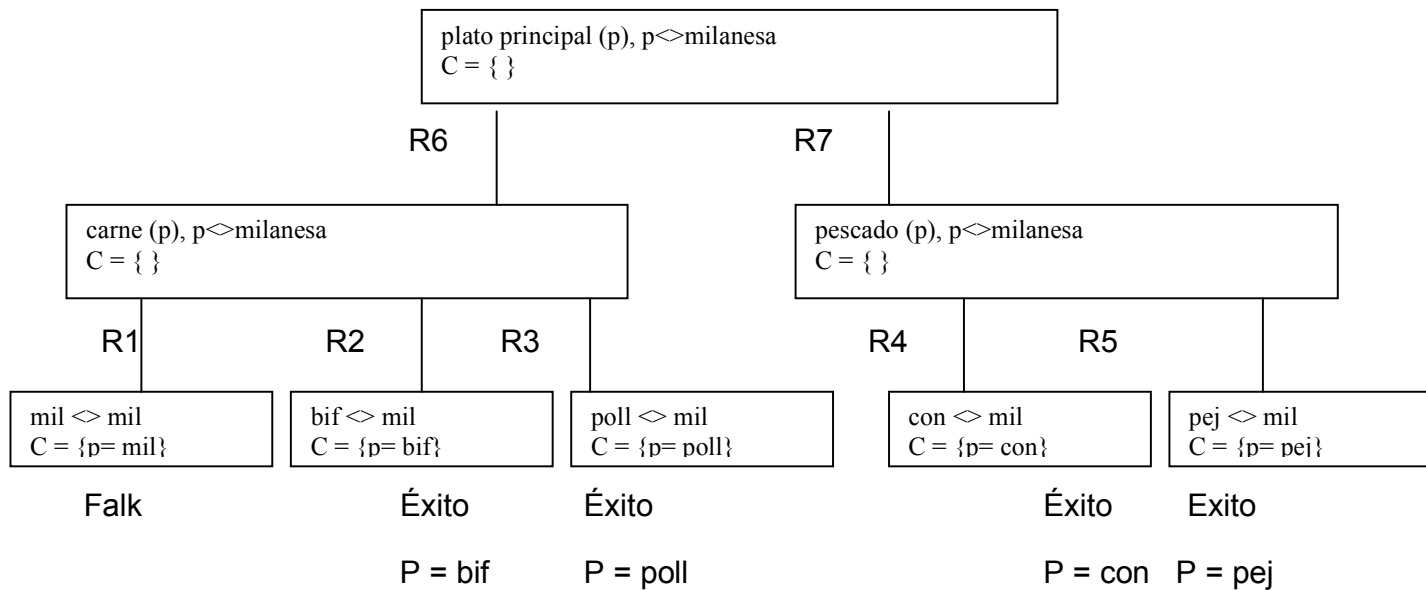 plato principal (p), p<>milanesa
C = { }
R6
R7
carne (p), p<>milanesa
C = { }
pescado (p), p<>milanesa
C = { }
R1
R2
R3
R4
R5
mil <> mil
C = {p= mil}
bif <> mil
C = {p= bif}
poll <> mil
C = {p= poll}
con <> mil
C = {p= con}
pej <> mil
C = {p= pej}
Falk
Éxito
Éxito
Éxito
Exito
P = bif
P = poll
P = con
P = pej